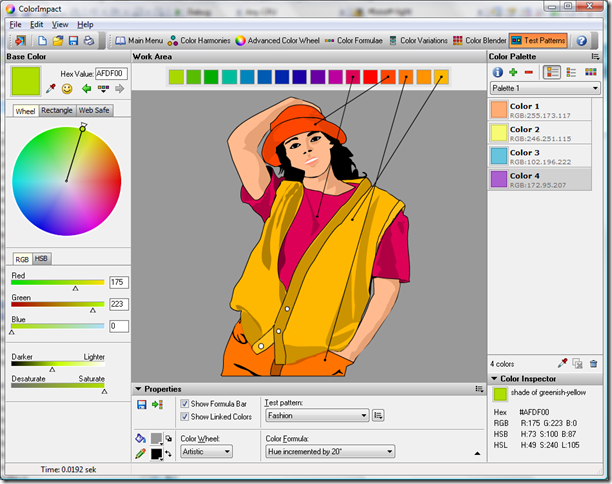 ColorImpact
File Edit View Help
Main Menu Color Harmonies Advanced Color Wheel Color Formulae Color Variations Color Blender Test Patterns
Base Color
Hex Value: AFDF00
Wheel Rectangle Web Safe
RGB HSB
Red
175
Green
223
Blue
0
Darker Lighter
Desaturate Saturate
Work Area
Properties
Show Formula Bar
Show Linked Colors
Test pattern:
Fashion
Color Wheel:
Artistic
Color Formula:
Hue incremented by 20°
Color Palette
Palette 1
Color 1
RGB:255.173.117
Color 2
RGB:246.251.115
Color 3
RGB:102.196.222
Color 4
RGB:172.95.207
4 colors
Color Inspector
shade of greenish-yellow
Hex #AFDF00
RGB R:175 G:223 B:0
HSB H:73 S:100 B:87
HSL H:49 S:240 L:105
Time: 0.0192 sek